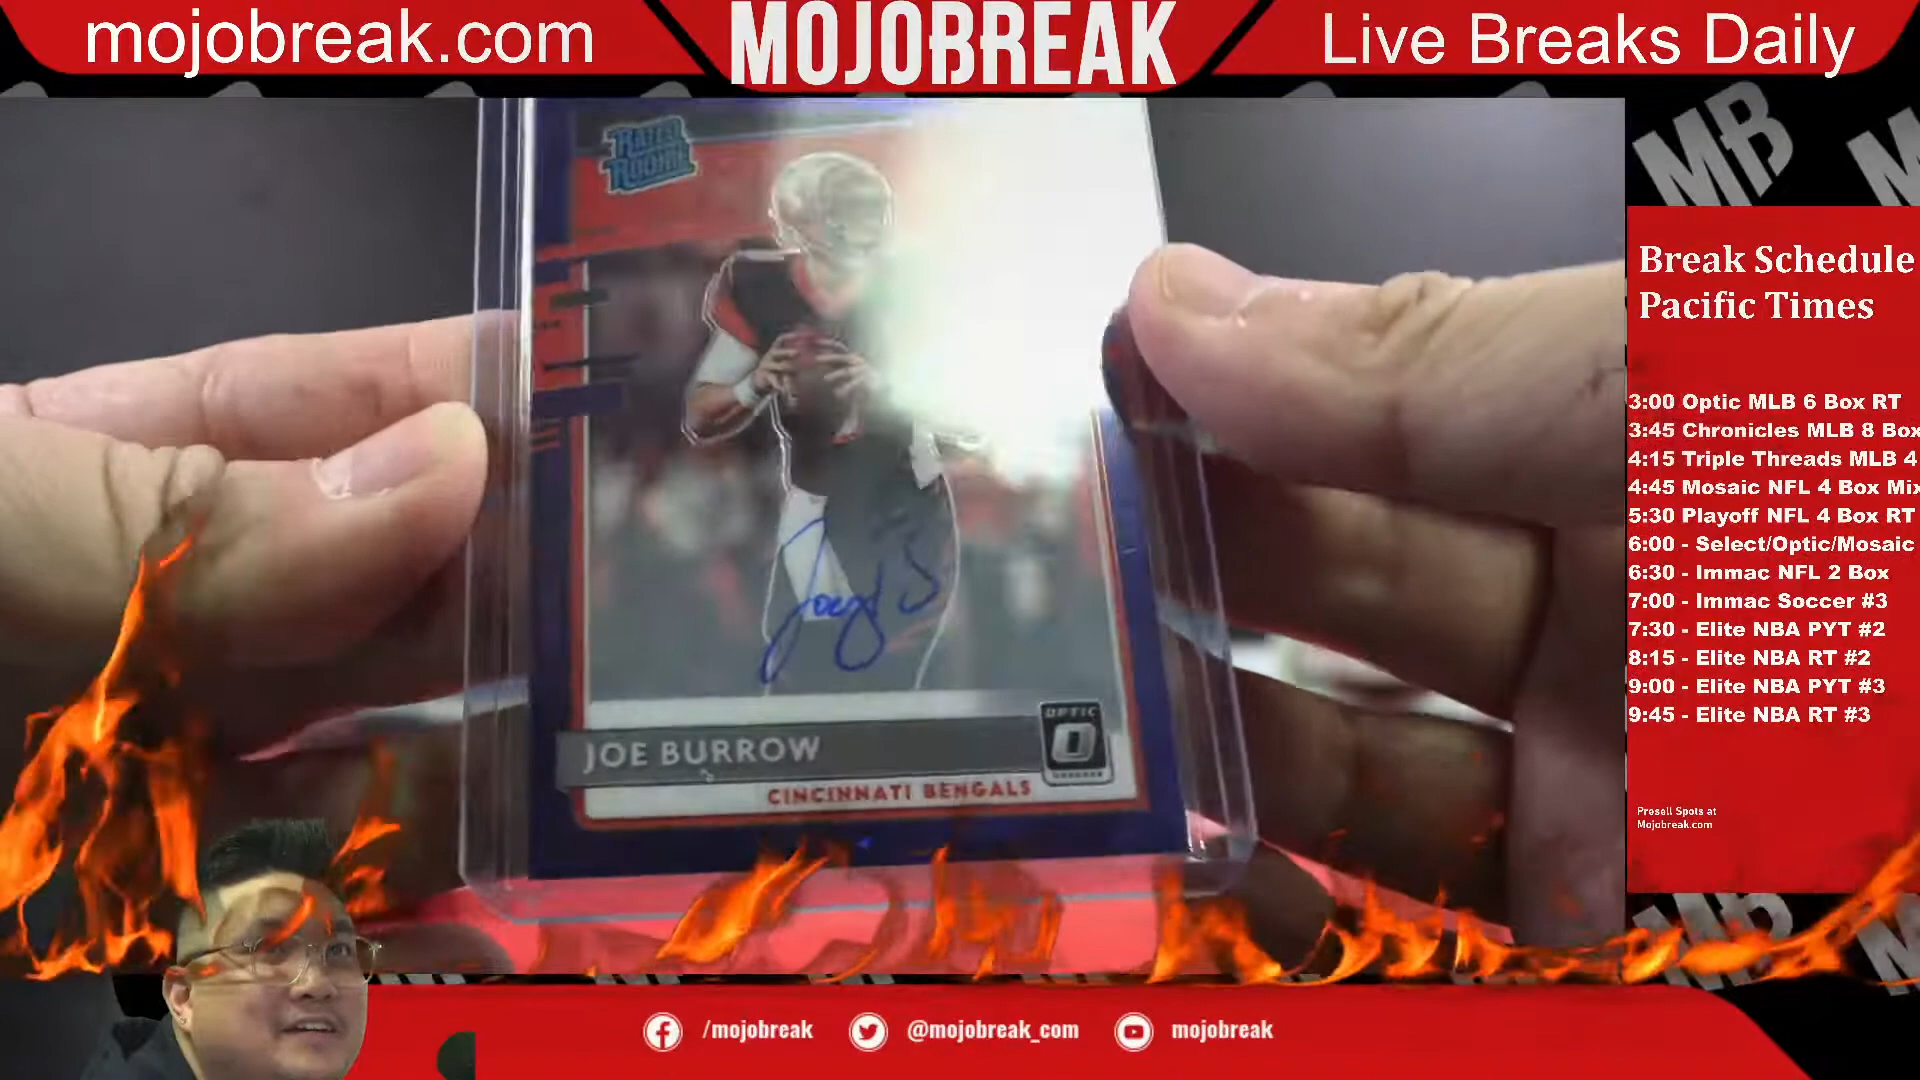 mojobreak.com
MOJOBREAK
Live Breaks Daily
MB
RATED
ROOKIE
Break Schedule
Pacific Times
3:00 Optic MLB 6 Box RT
3:45 Chronicles MLB 8 Box
4:15 Triple Threads MLB 4
4:45 Mosaic NFL 4 Box Mix
5:30 Playoff NFL 4 Box RT
6:00 - Select/Optic/Mosaic
6:30 - Immac NFL 2 Box
7:00 - Immac Soccer #3
7:30 - Elite NBA PYT #2
8:15 - Elite NBA RT #2
9:00 - Elite NBA PYT #3
9:45 - Elite NBA RT #3
Presell Spots at
Mojobreak.com
OPTIC
JOE BURROW
CINCINNATI BENGALS
MB
/mojobreak
@mojobreak_com
mojobreak